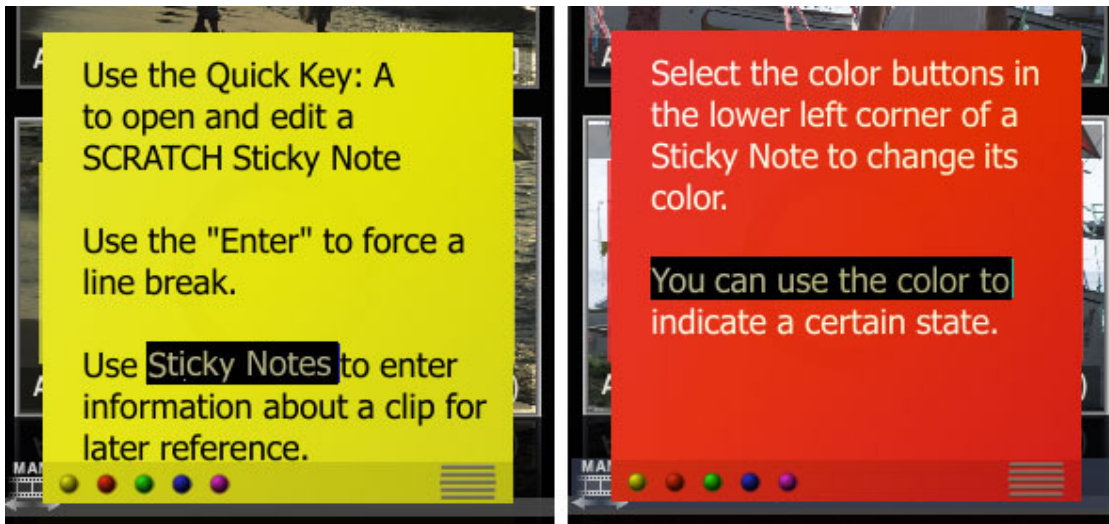 Use the Quick Key: A
to open and edit a
SCRATCH Sticky Note
Use the "Enter" to force a
line break.
Use Sticky Notes to enter
information about a clip for
later reference.
MAN
Select the color buttons in
the lower left corner of a
Sticky Note to change its
color.
You can use the color to
indicate a certain state.
MAN